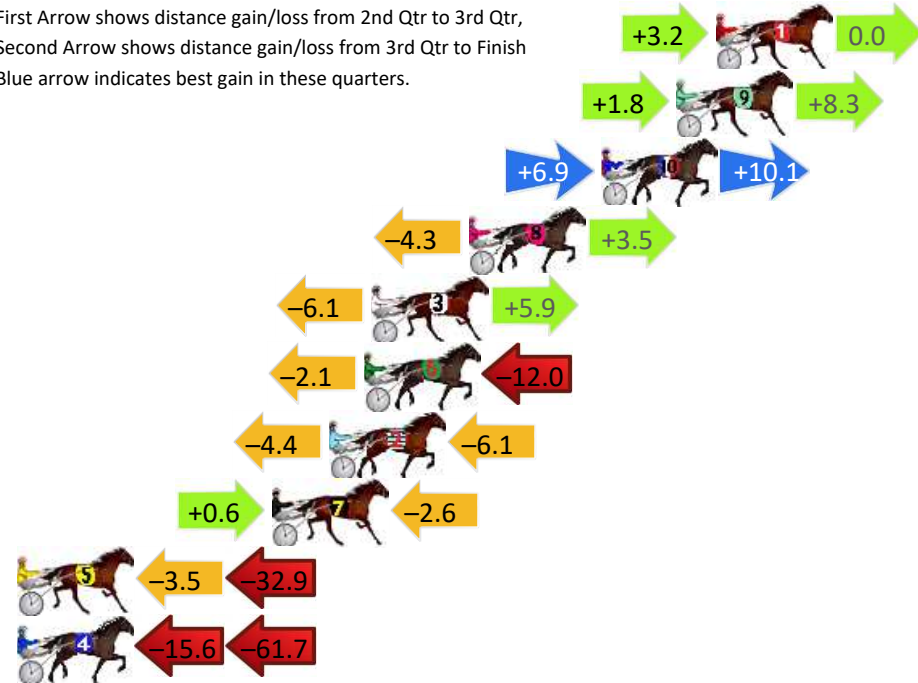 First Arrow shows distance gain/loss from 2nd Qtr to 3rd Qtr,
Second Arrow shows distance gain/loss from 3rd Qtr to Finish
Blue arrow indicates best gain in these quarters.
+3.2 1 0.0
+1.8 9 +8.3
+6.9 10 +10.1
–4.3 8 +3.5
–6.1 3 +5.9
–2.1 6 –12.0
–4.4 2 –6.1
+0.6 7 –2.6
5 –3.5 –32.9
4 –15.6 –61.7